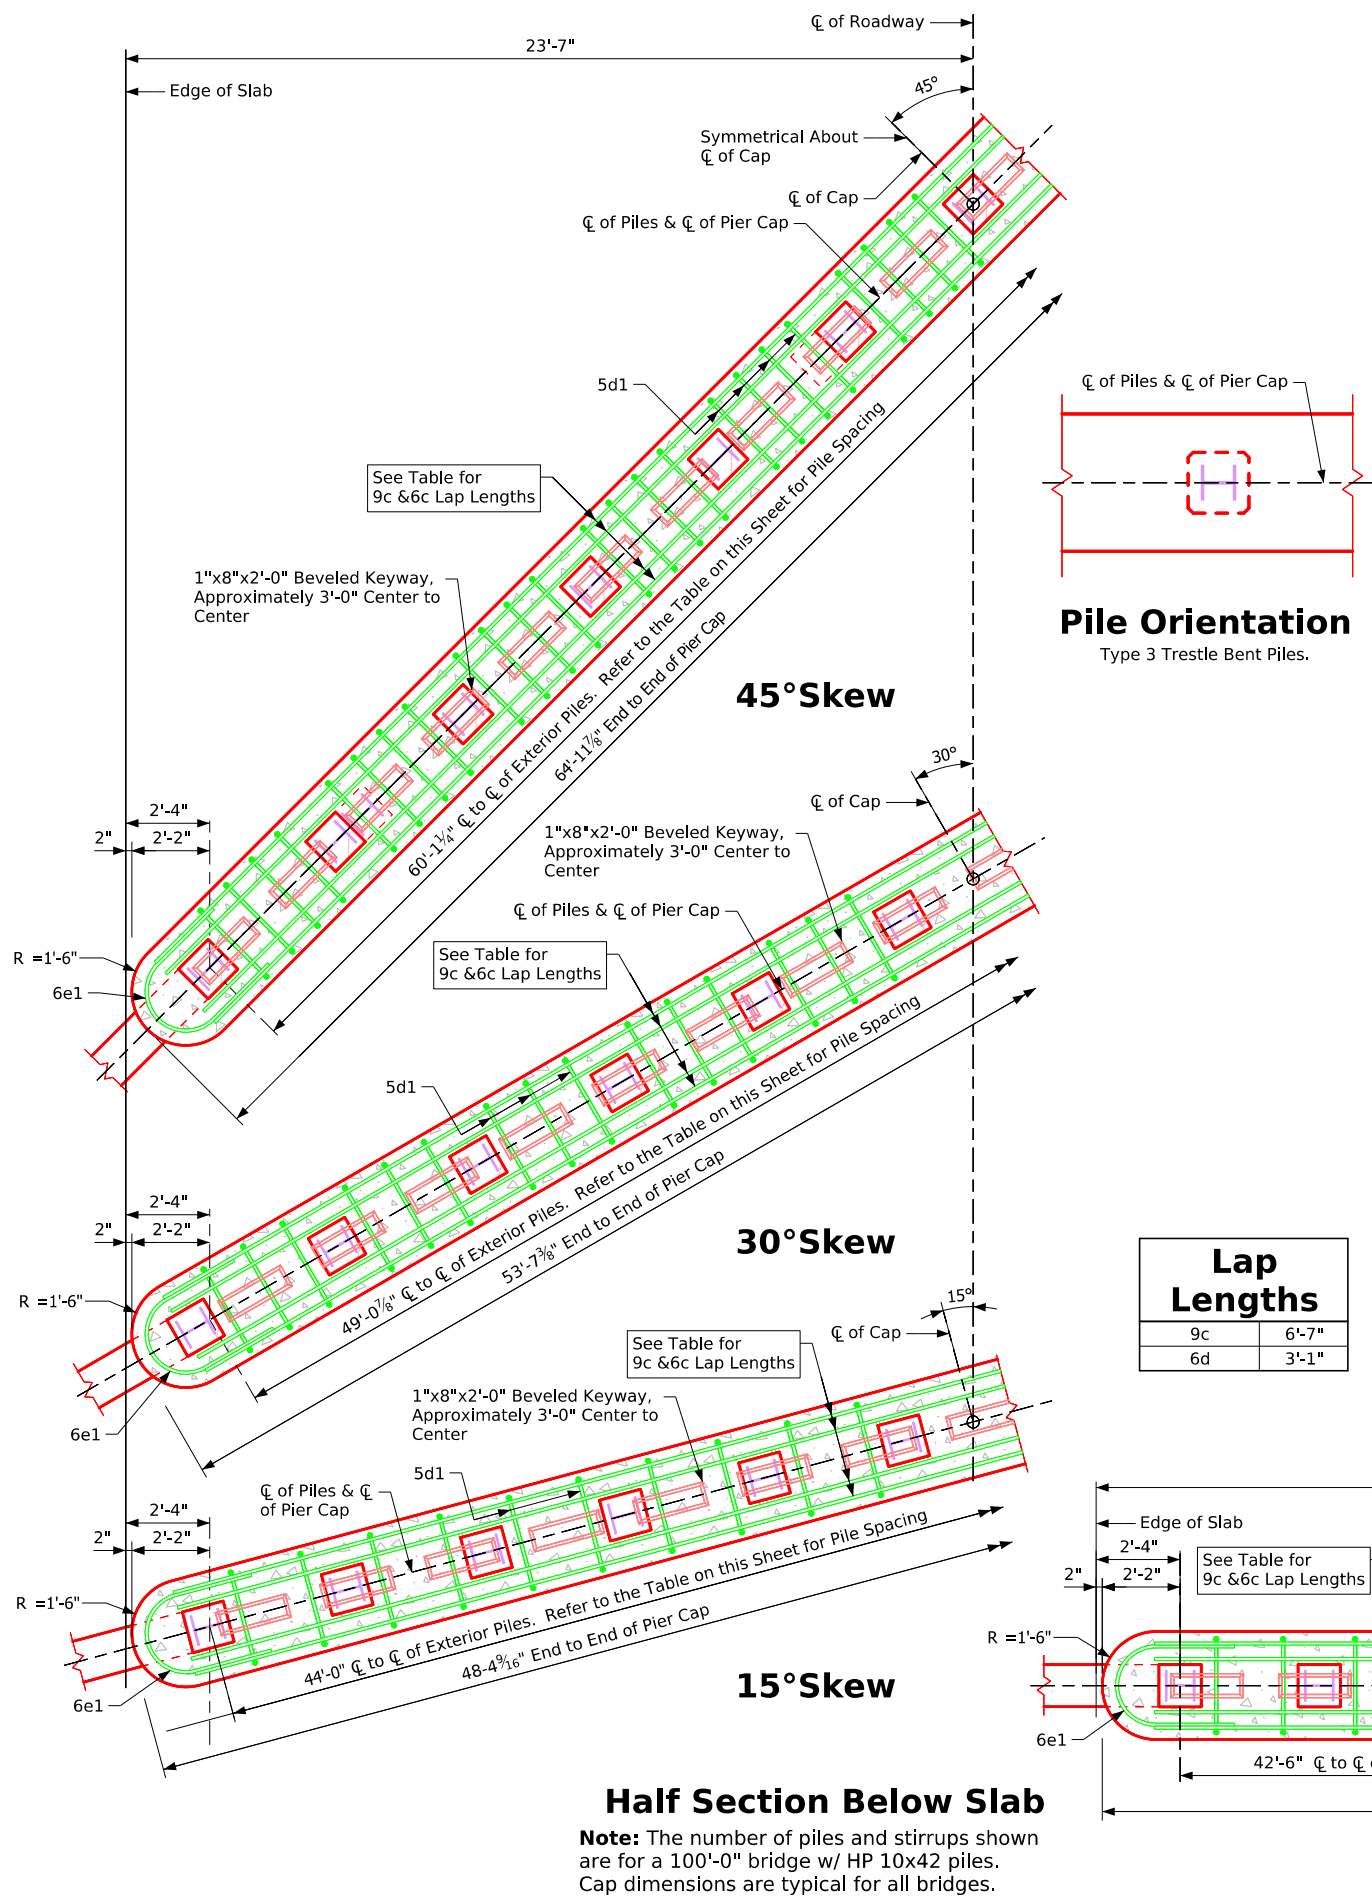 ℄ of Roadway
23'-7"
Edge of Slab
45°
Symmetrical About
℄ of Cap
℄ of Cap
℄ of Piles & ℄ of Pier Cap
5d1
See Table for
9c &6c Lap Lengths
1"x8"x2'-0" Beveled Keyway,
Approximately 3'-0" Center to
Center
60'-1¼" ℄ to ℄ of Exterior Piles. Refer to the Table on this Sheet for Pile Spacing
64'-11⅞" End to End of Pier Cap
2'-4"
2"
2'-2"
R =1'-6"
6e1
45°Skew
℄ of Piles & ℄ of Pier Cap
Pile Orientation
Type 3 Trestle Bent Piles.
30°
℄ of Cap
1"x8"x2'-0" Beveled Keyway,
Approximately 3'-0" Center to
Center
℄ of Piles & ℄ of Pier Cap
See Table for
9c &6c Lap Lengths
5d1
49'-0⅞" ℄ to ℄ of Exterior Piles. Refer to the Table on this Sheet for Pile Spacing
53'-7⅜" End to End of Pier Cap
2'-4"
2"
2'-2"
R =1'-6"
6e1
30°Skew
Lap
Lengths
9c 6'-7"
6d 3'-1"
15°
℄ of Cap
See Table for
9c &6c Lap Lengths
1"x8"x2'-0" Beveled Keyway,
Approximately 3'-0" Center to
Center
5d1
℄ of Piles & ℄
of Pier Cap
2'-4"
2"
2'-2"
R =1'-6"
6e1
44'-0" ℄ to ℄ of Exterior Piles. Refer to the Table on this Sheet for Pile Spacing
48-4⁹⁄₁₆" End to End of Pier Cap
15°Skew
Edge of Slab
2'-4"
2"
2'-2"
See Table for
9c &6c Lap Lengths
R =1'-6"
6e1
42'-6" ℄ to ℄
Half Section Below Slab
Note: The number of piles and stirrups shown
are for a 100'-0" bridge w/ HP 10x42 piles.
Cap dimensions are typical for all bridges.